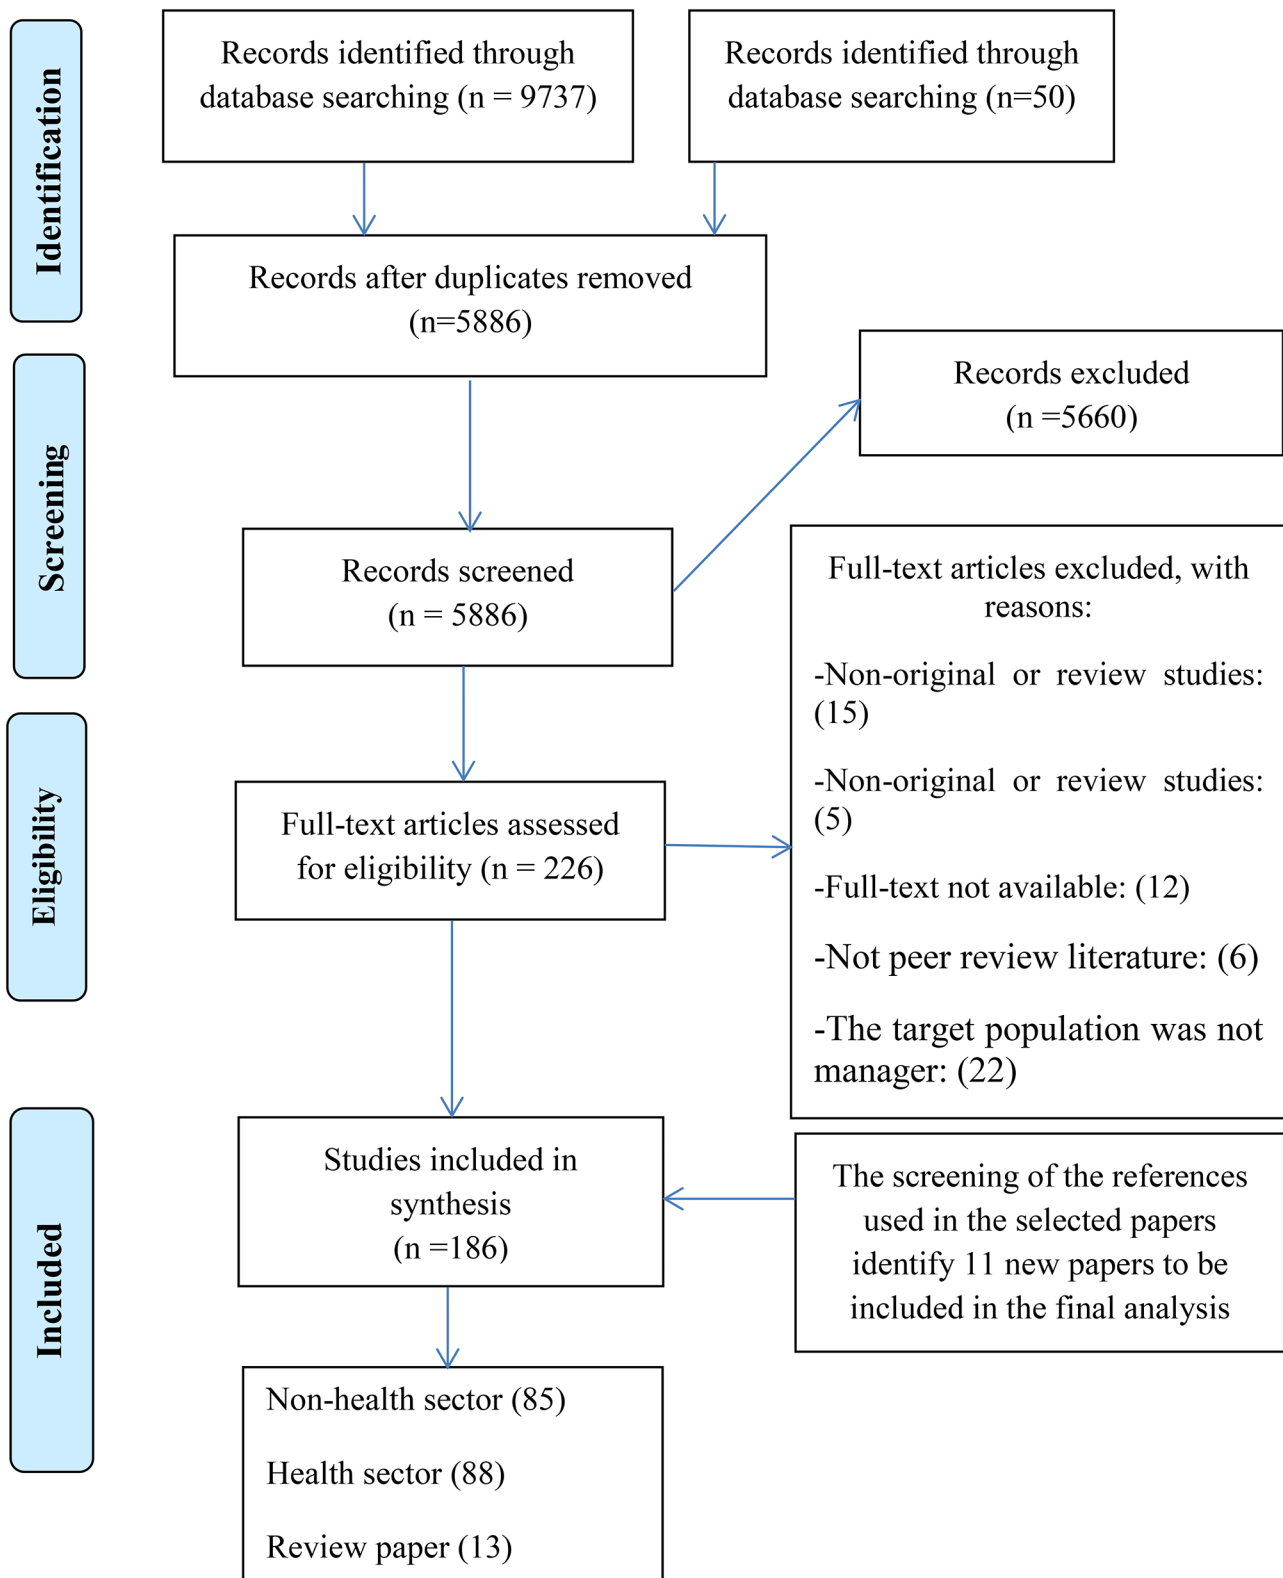 Identification
Records identified through
database searching (n = 9737)
Records identified through
database searching (n=50)
Records after duplicates removed
(n=5886)
Screening
Records excluded
(n =5660)
Records screened
(n = 5886)
Eligibility
Full-text articles assessed
for eligibility (n = 226)
Full-text articles excluded, with
reasons:
-Non-original or review studies:
(15)
-Non-original or review studies:
(5)
-Full-text not available: (12)
-Not peer review literature: (6)
-The target population was not
manager: (22)
Included
Studies included in
synthesis
(n =186)
The screening of the references
used in the selected papers
identify 11 new papers to be
included in the final analysis
Non-health sector (85)
Health sector (88)
Review paper (13)